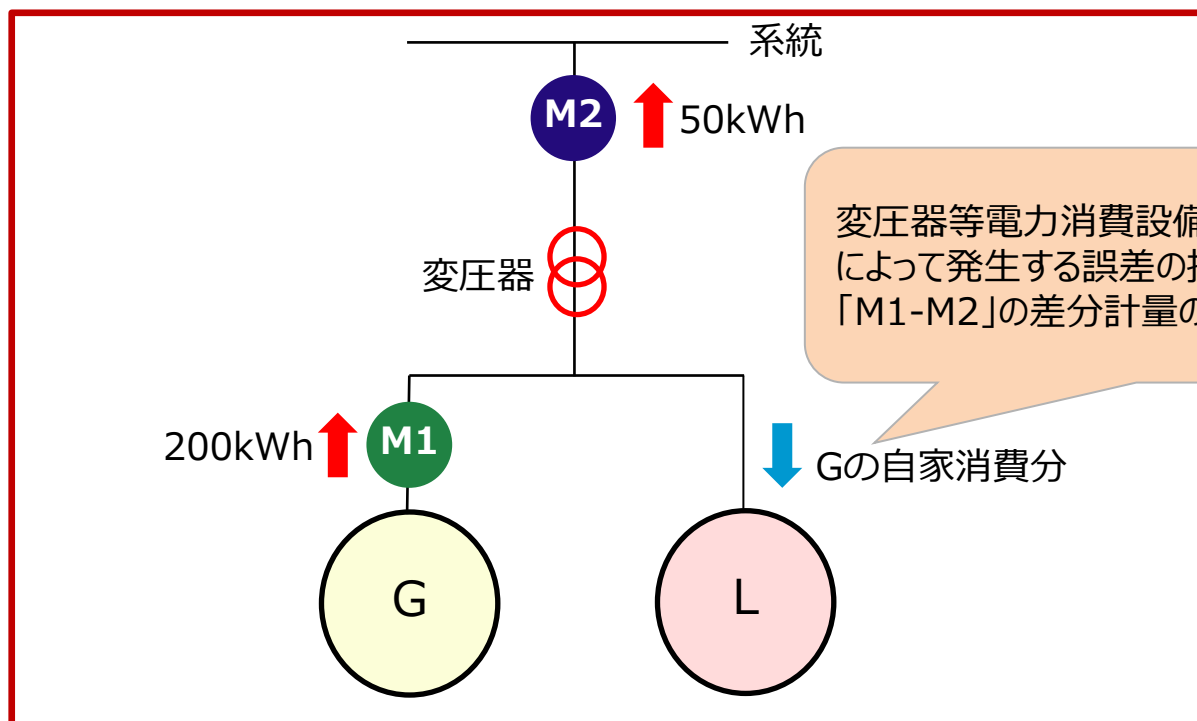 系統
M2
50kWh
変圧器等電力消費設備
によって発生する誤差の
「M1-M2」の差分計量の
変圧器
200kWh
M1
Gの自家消費分
G
L